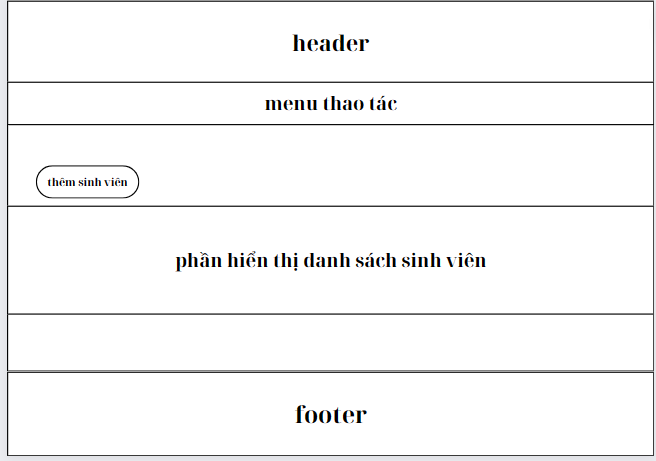 header
menu thao tác
thêm sinh viên
phần hiển thị danh sách sinh viên
footer